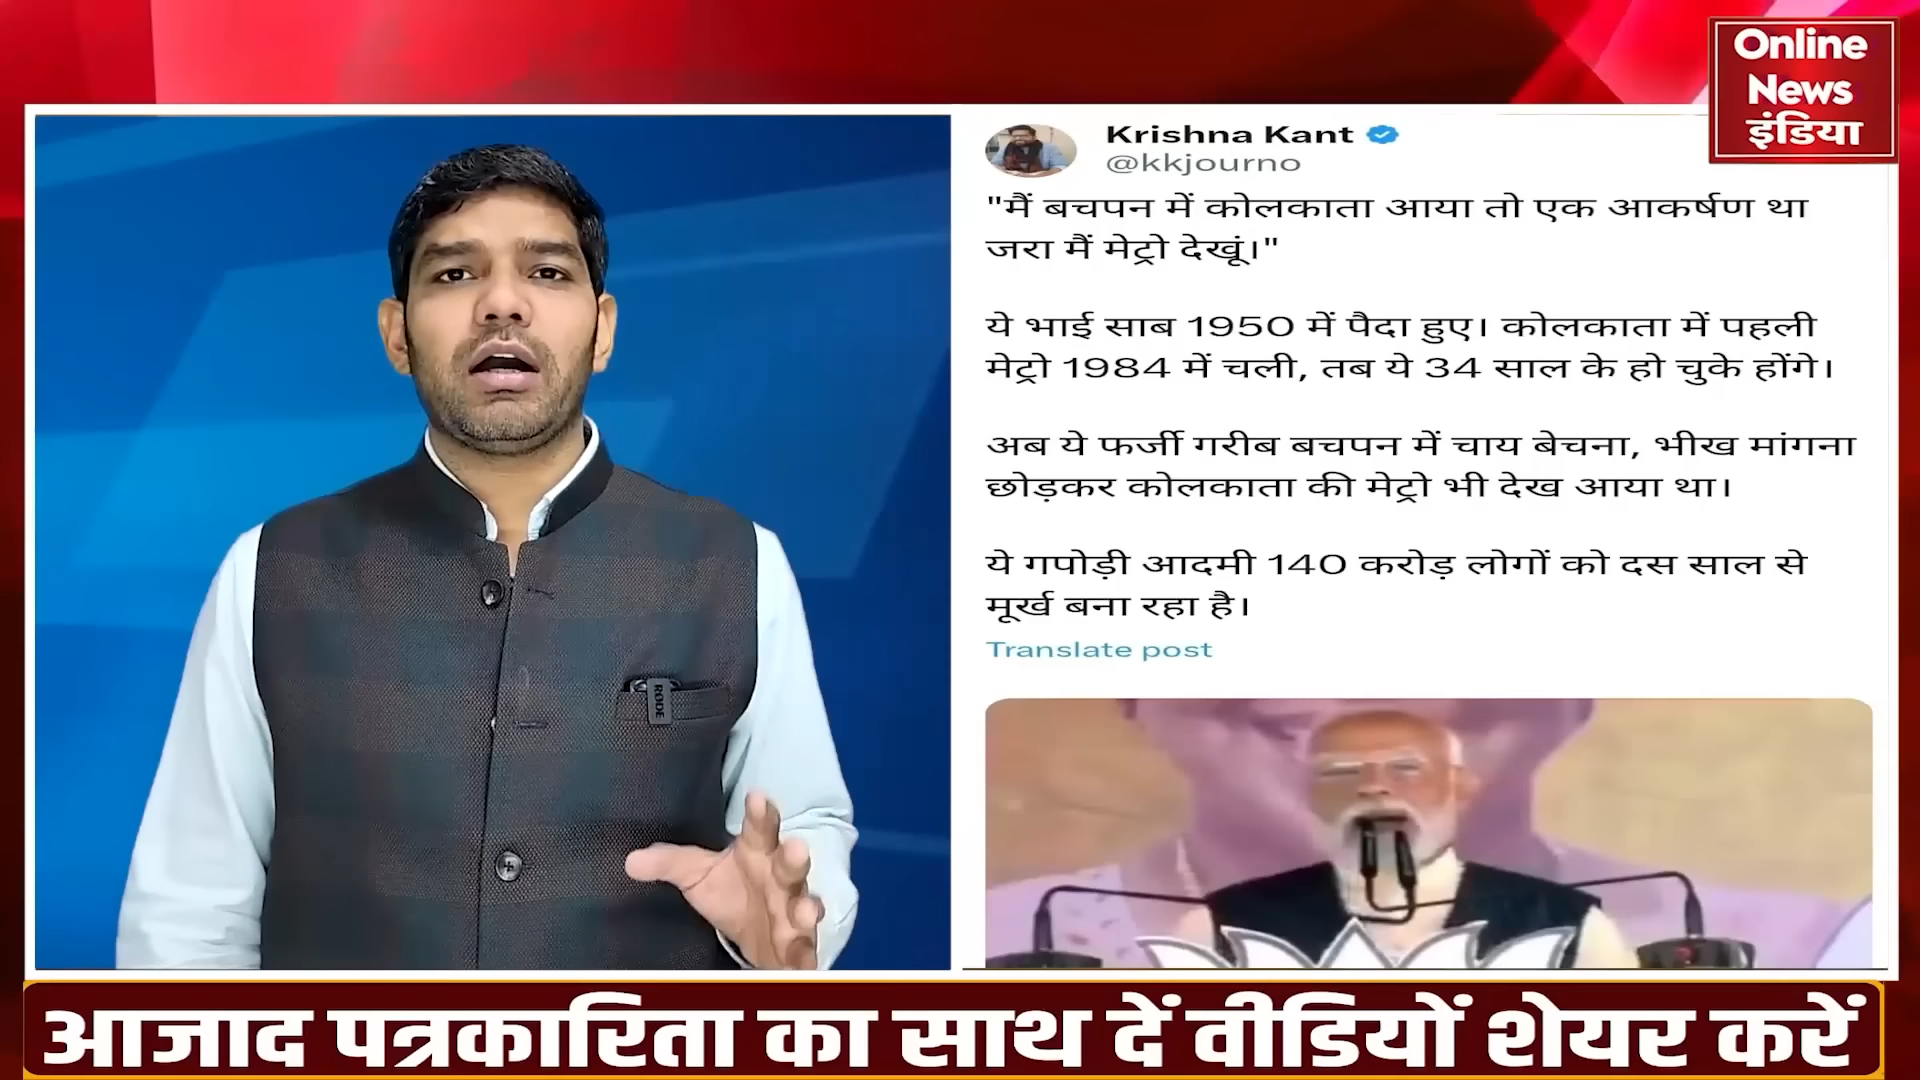 Online
News
इंडिया
Krishna Kant
@kkjourno
"मैं बचपन में कोलकाता आया तो एक आकर्षण था
जरा मैं मेट्रो देखूं।"
ये भाई साब 1950 में पैदा हुए। कोलकाता में पहली
मेट्रो 1984 में चली, तब ये 34 साल के हो चुके होंगे।
अब ये फर्जी गरीब बचपन में चाय बेचना, भीख मांगना
छोड़कर कोलकाता की मेट्रो भी देख आया था।
ये गपोड़ी आदमी 140 करोड़ लोगों को दस साल से
मूर्ख बना रहा है।
Translate post
RODE
आजाद पत्रकारिता का साथ दें वीडियों शेयर करें